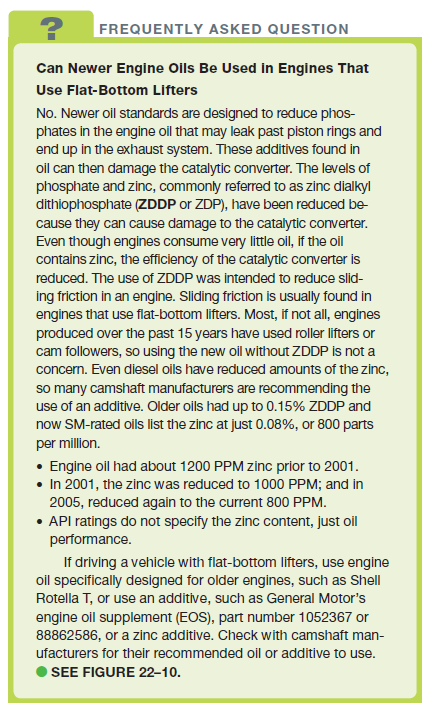 ?
FREQUENTLY ASKED QUESTION
Can Newer Engine Oils Be Used in Engines That
Use Flat-Bottom Lifters
No. Newer oil standards are designed to reduce phos-
phates in the engine oil that may leak past piston rings and
end up in the exhaust system. These additives found in
oil can then damage the catalytic converter. The levels of
phosphate and zinc, commonly referred to as zinc dialkyl
dithiophosphate (ZDDP or ZDP), have been reduced be-
cause they can cause damage to the catalytic converter.
Even though engines consume very little oil, if the oil
contains zinc, the efficiency of the catalytic converter is
reduced. The use of ZDDP was intended to reduce slid-
ing friction in an engine. Sliding friction is usually found in
engines that use flat-bottom lifters. Most, if not all, engines
produced over the past 15 years have used roller lifters or
cam followers, so using the new oil without ZDDP is not a
concern. Even diesel oils have reduced amounts of the zinc,
so many camshaft manufacturers are recommending the
use of an additive. Older oils had up to 0.15% ZDDP and
now SM-rated oils list the zinc at just 0.08%, or 800 parts
per million.
• Engine oil had about 1200 PPM zinc prior to 2001.
• In 2001, the zinc was reduced to 1000 PPM; and in
2005, reduced again to the current 800 PPM.
• API ratings do not specify the zinc content, just oil
performance.
If driving a vehicle with flat-bottom lifters, use engine
oil specifically designed for older engines, such as Shell
Rotella T, or use an additive, such as General Motor's
engine oil supplement (EOS), part number 1052367 or
88862586, or a zinc additive. Check with camshaft man-
ufacturers for their recommended oil or additive to use.
● SEE FIGURE 22–10.